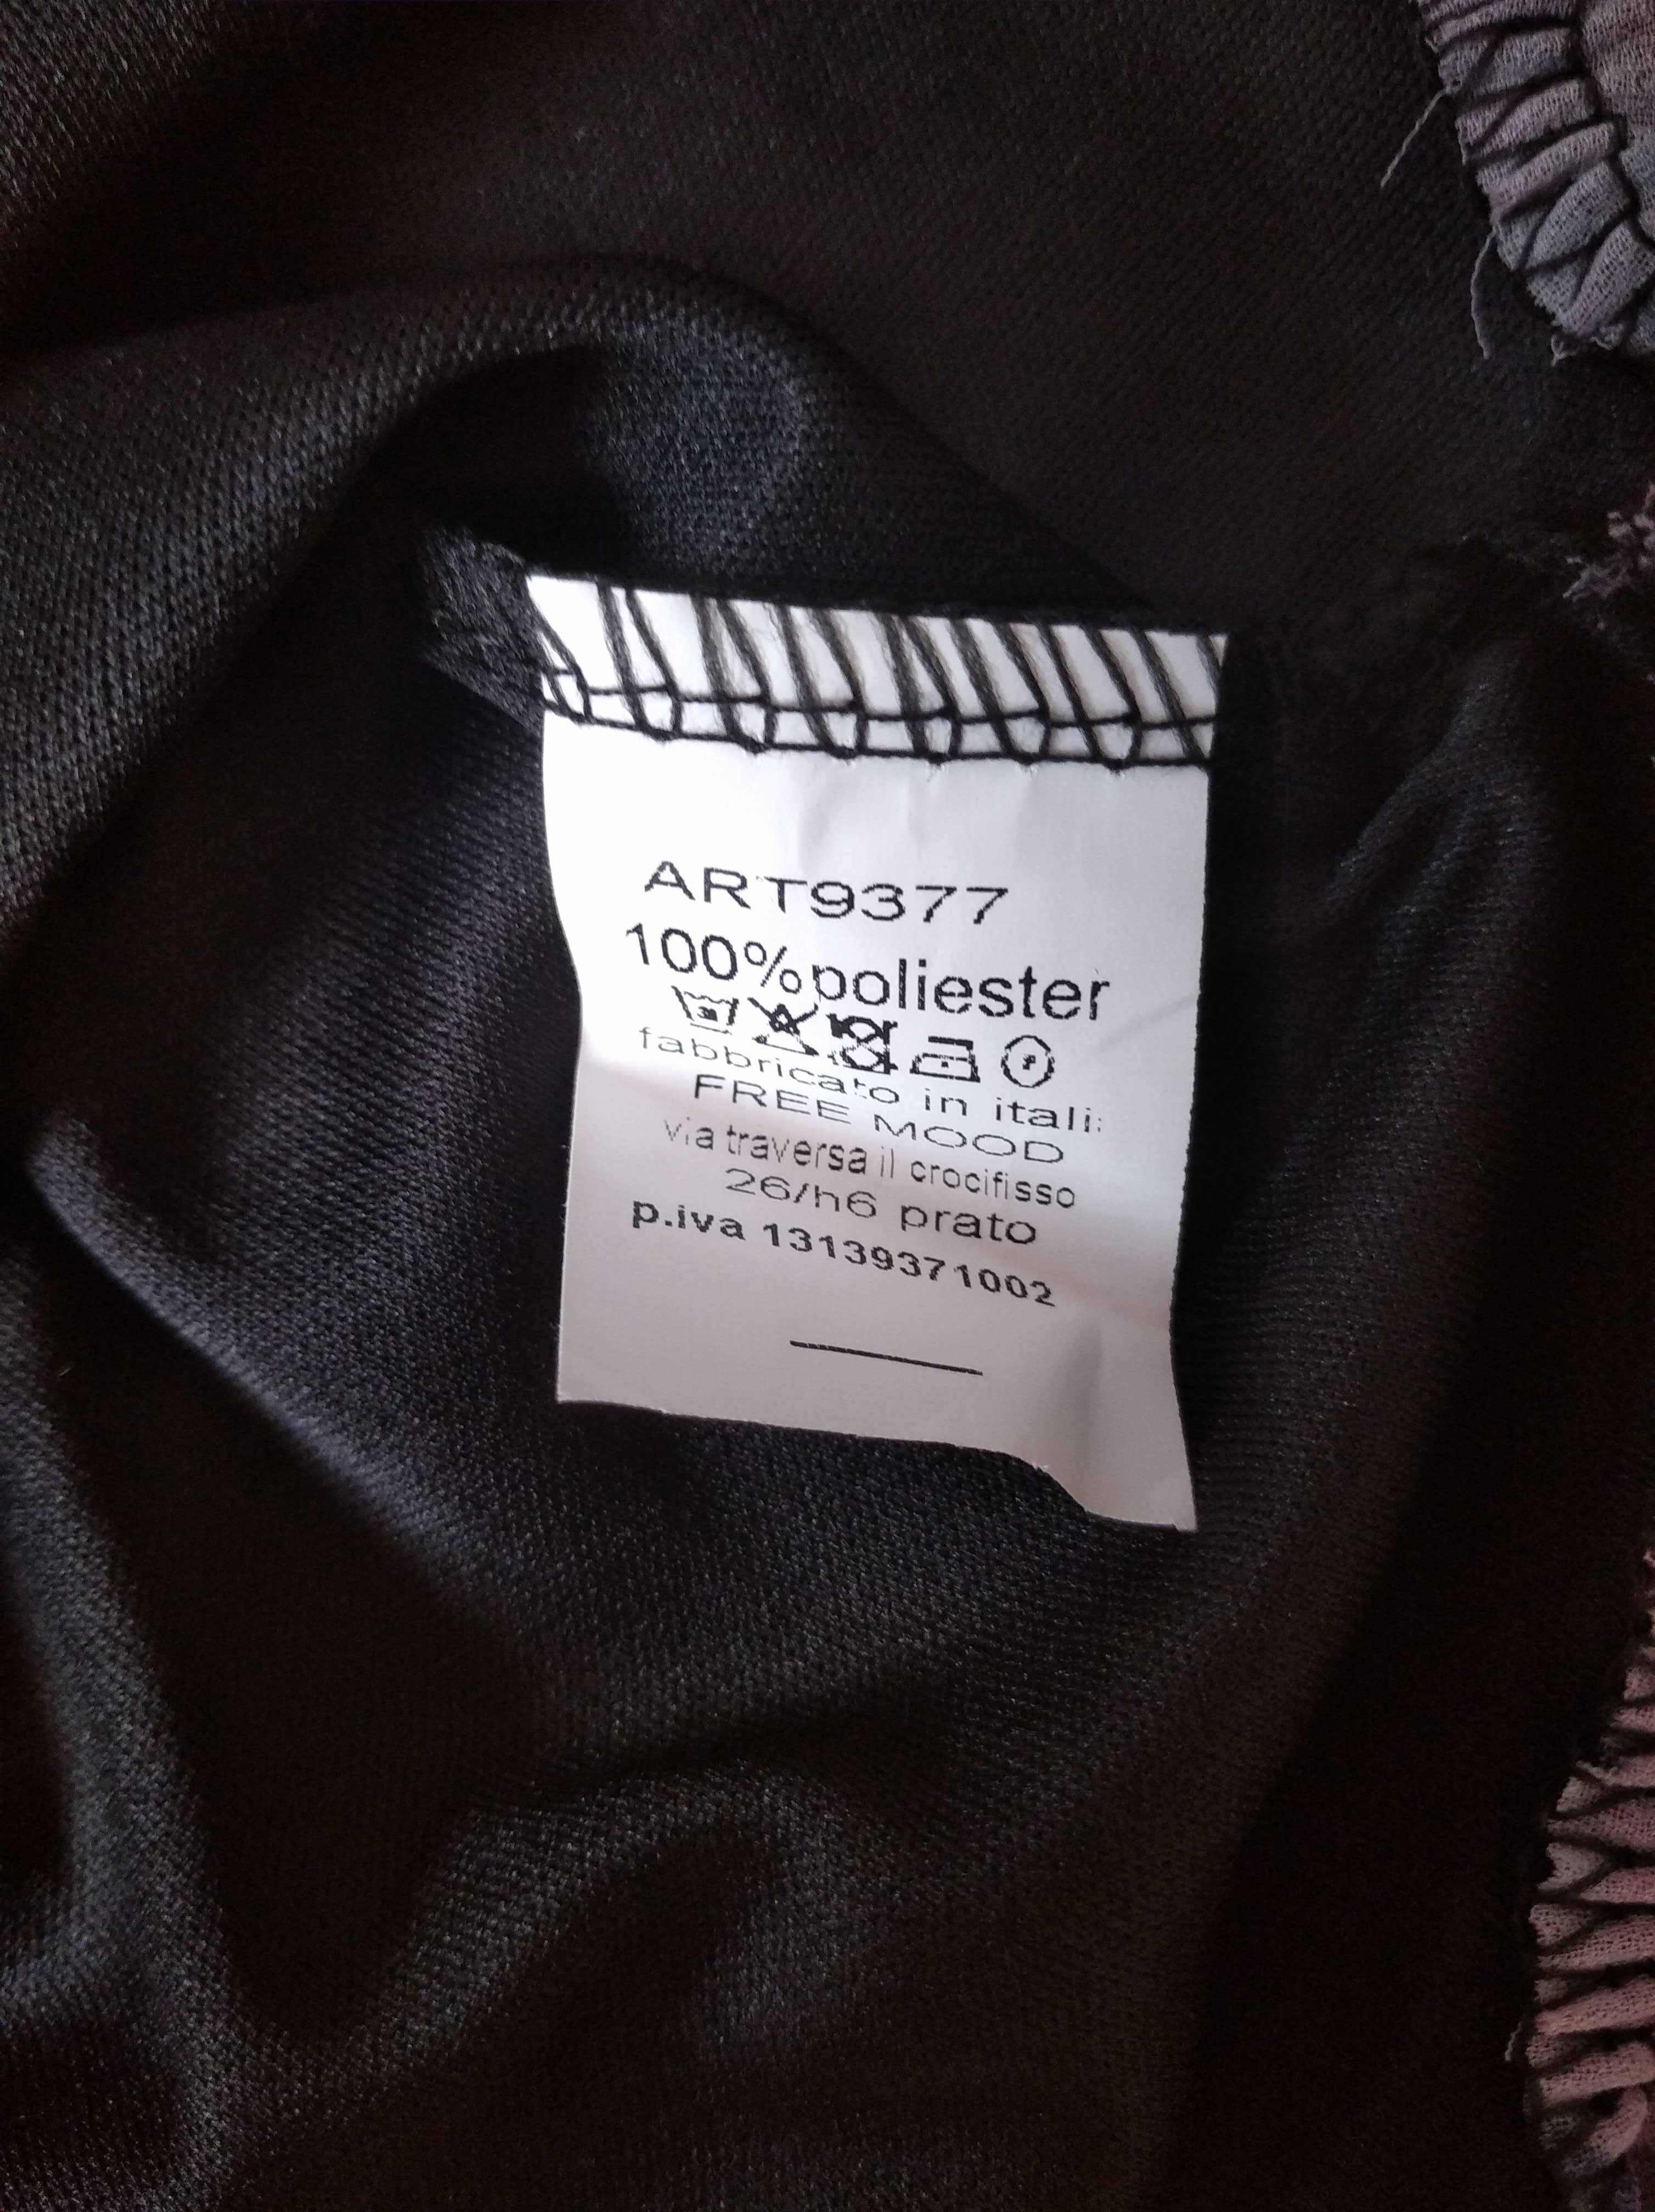 ART9377
100%poliester
fabbricato in itali
FREE MOOD
via traversa il crocifisso
26/h6 prato
p.iva 13139371002